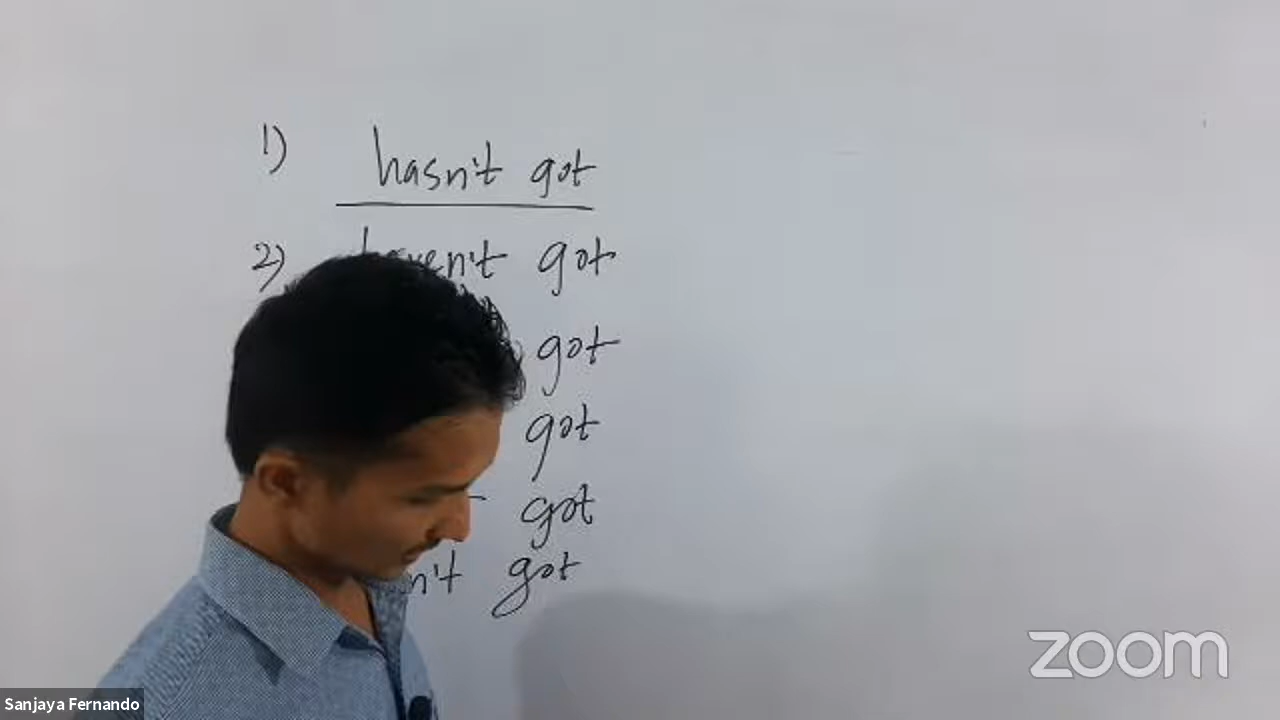 1) hasn't got
2) haven't got
got
got
got
n't got
zoom
Sanjaya Fernando